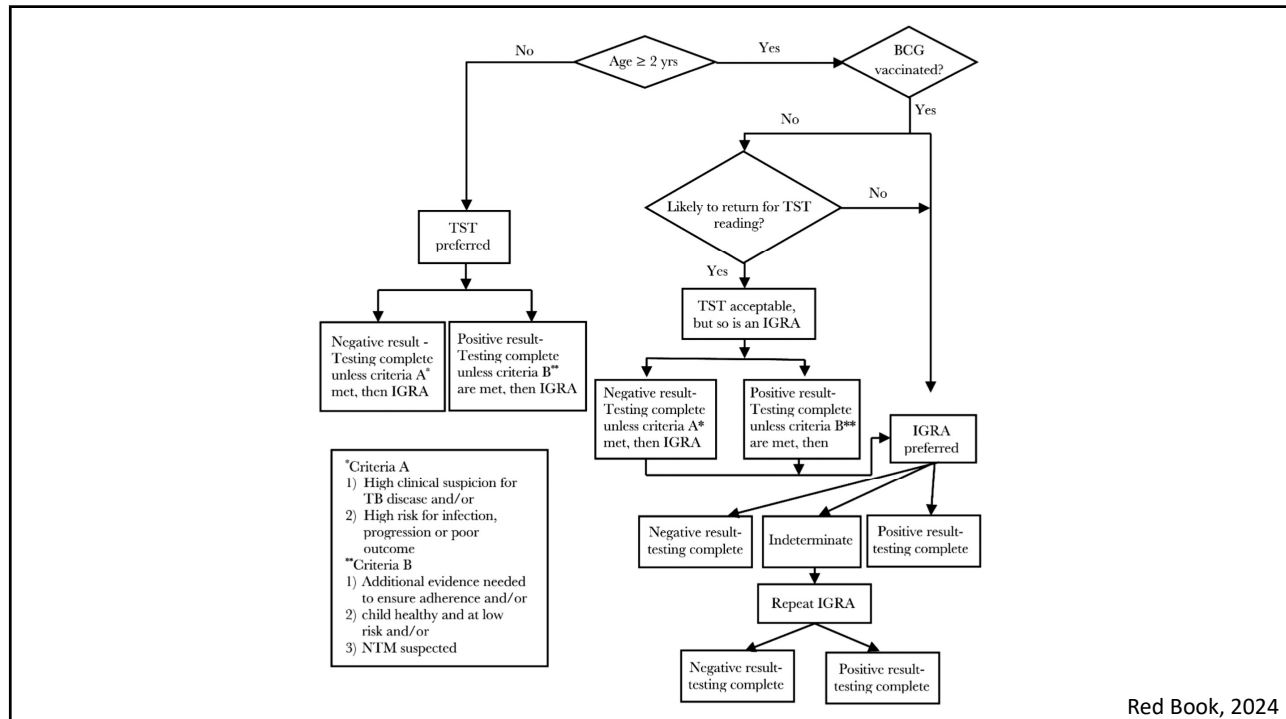 No
Age ≥ 2 yrs
Yes
BCG
vaccinated?
Yes
No
Likely to return for TST
reading?
No
Yes
TST
preferred
TST acceptable,
but so is an IGRA
Negative result -
Testing complete
unless criteria A*
met, then IGRA
Positive result-
Testing complete
unless criteria B**
are met, then IGRA
Negative result-
Testing complete
unless criteria A*
met, then IGRA
Positive result-
Testing complete
unless criteria B**
are met, then
IGRA
preferred
*Criteria A
1) High clinical suspicion for
TB disease and/or
2) High risk for infection,
progression or poor
outcome
**Criteria B
1) Additional evidence needed
to ensure adherence and/or
2) child healthy and at low
risk and/or
3) NTM suspected
Negative result-
testing complete
Indeterminate
Positive result-
testing complete
Repeat IGRA
Negative result-
testing complete
Positive result-
testing complete
Red Book, 2024